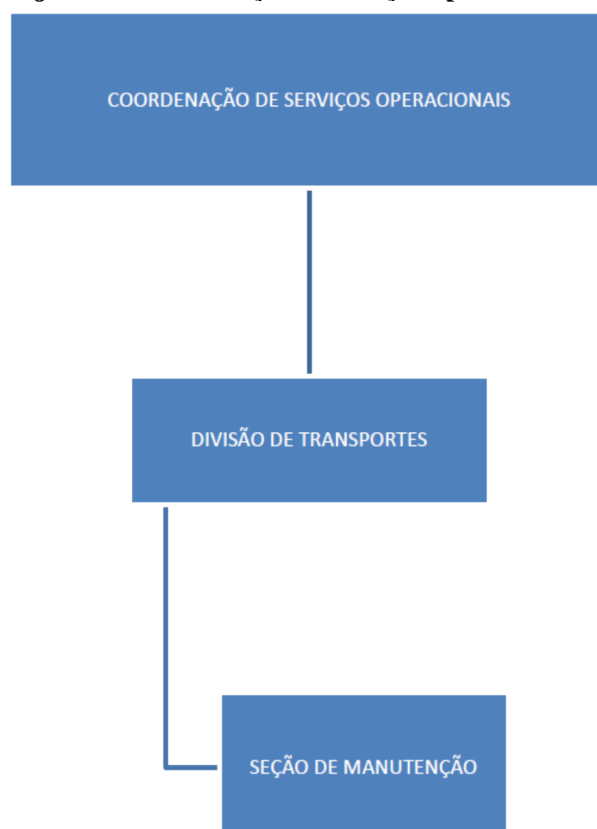 COORDENAÇÃO DE SERVIÇOS OPERACIONAIS
DIVISÃO DE TRANSPORTES
SEÇÃO DE MANUTENÇÃO